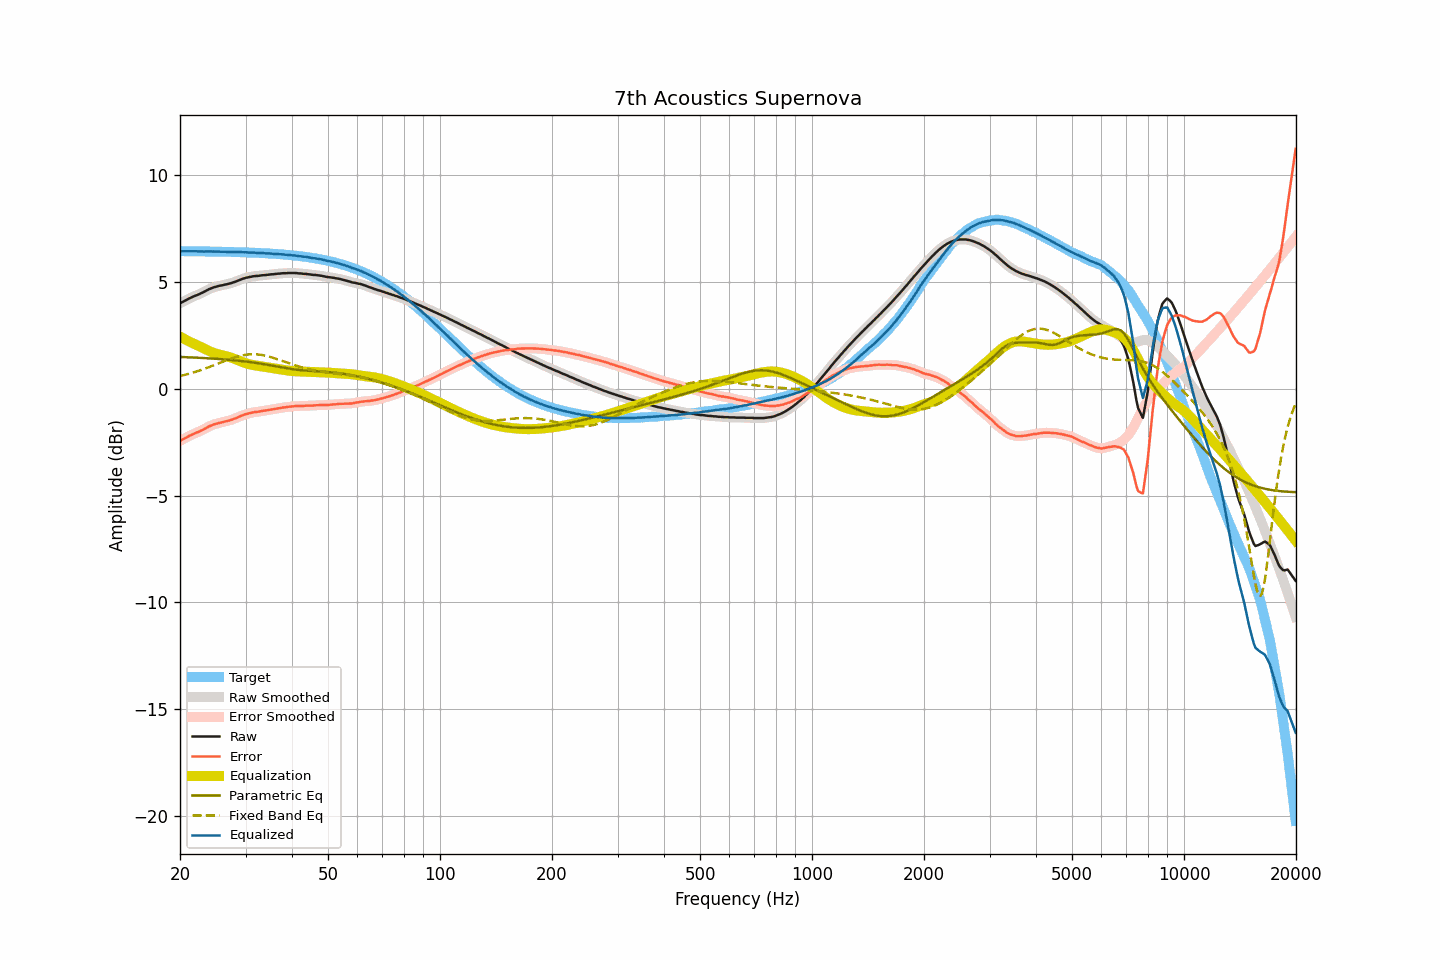 7th Acoustics Supernova
10
5
0
−5
−10
−15
−20
Amplitude (dBr)
Target
Raw Smoothed
Error Smoothed
Raw
Error
Equalization
Parametric Eq
Fixed Band Eq
Equalized
20 50 100 200 500 1000 2000 5000 10000 20000
Frequency (Hz)